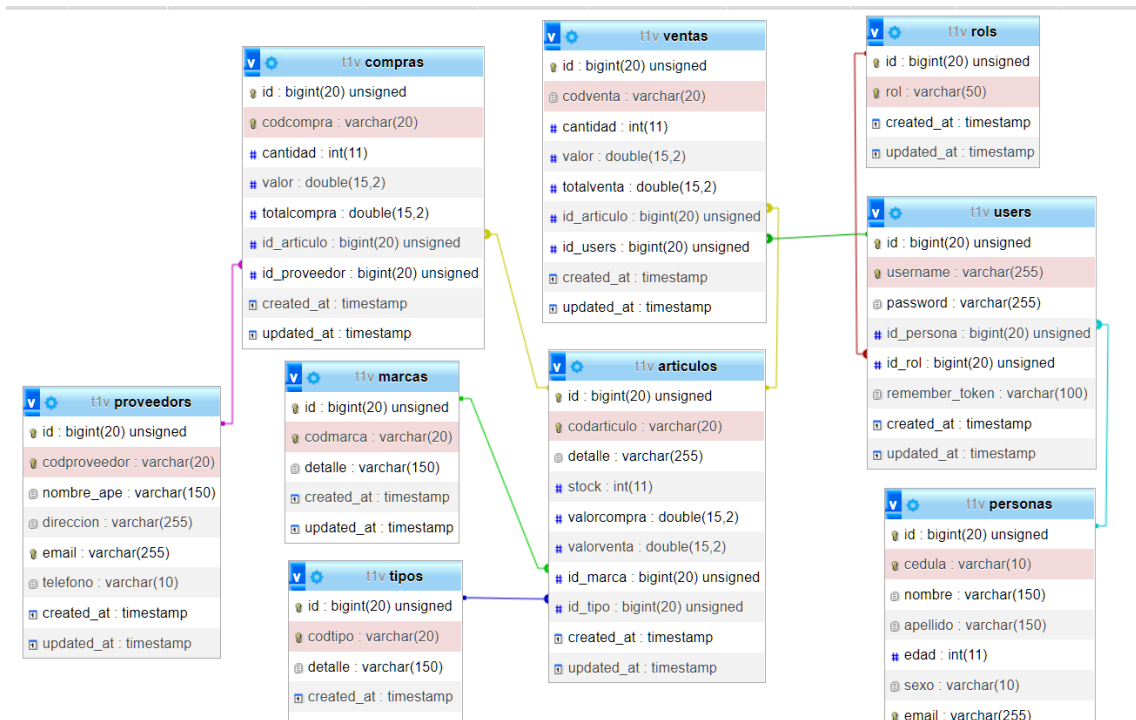 t1v compras
id : bigint(20) unsigned
codcompra : varchar(20)
cantidad : int(11)
valor : double(15,2)
totalcompra : double(15,2)
id_articulo : bigint(20) unsigned
id_proveedor : bigint(20) unsigned
created_at : timestamp
updated_at : timestamp
t1v ventas
id : bigint(20) unsigned
codventa : varchar(20)
cantidad : int(11)
valor : double(15,2)
totalventa : double(15,2)
id_articulo : bigint(20) unsigned
id_users : bigint(20) unsigned
created_at : timestamp
updated_at : timestamp
t1v rols
id : bigint(20) unsigned
rol : varchar(50)
created_at : timestamp
updated_at : timestamp
t1v users
id : bigint(20) unsigned
username : varchar(255)
password : varchar(255)
id_persona : bigint(20) unsigned
id_rol : bigint(20) unsigned
remember_token : varchar(100)
created_at : timestamp
updated_at : timestamp
t1v proveedors
id : bigint(20) unsigned
codproveedor : varchar(20)
nombre_ape : varchar(150)
direccion : varchar(255)
email : varchar(255)
telefono : varchar(10)
created_at : timestamp
updated_at : timestamp
t1v marcas
id : bigint(20) unsigned
codmarca : varchar(20)
detalle : varchar(150)
created_at : timestamp
updated_at : timestamp
t1v articulos
id : bigint(20) unsigned
codarticulo : varchar(20)
detalle : varchar(255)
stock : int(11)
valorcompra : double(15,2)
valorventa : double(15,2)
id_marca : bigint(20) unsigned
id_tipo : bigint(20) unsigned
created_at : timestamp
updated_at : timestamp
t1v tipos
id : bigint(20) unsigned
codtipo : varchar(20)
detalle : varchar(150)
created_at : timestamp
t1v personas
id : bigint(20) unsigned
cedula : varchar(10)
nombre : varchar(150)
apellido : varchar(150)
edad : int(11)
sexo : varchar(10)
email : varchar(255)